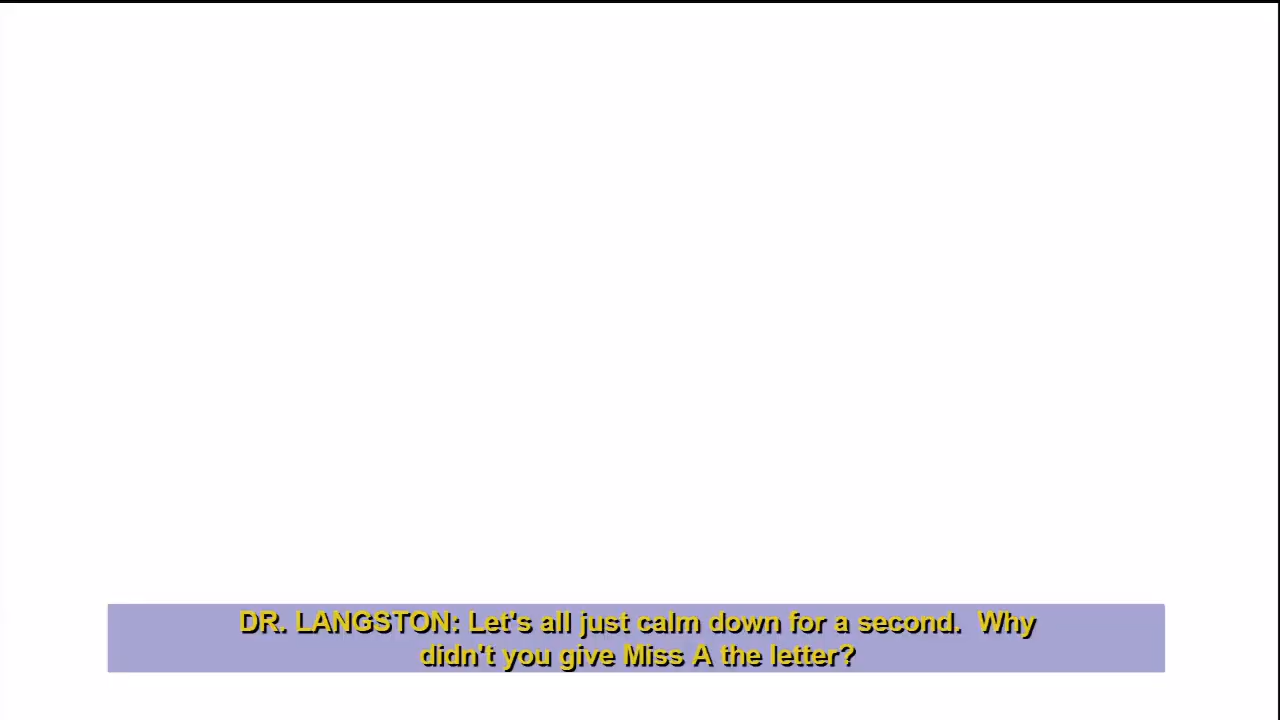 DR. LANGSTON: Let's all just calm down for a second.  Why
didn't you give Miss A the letter?